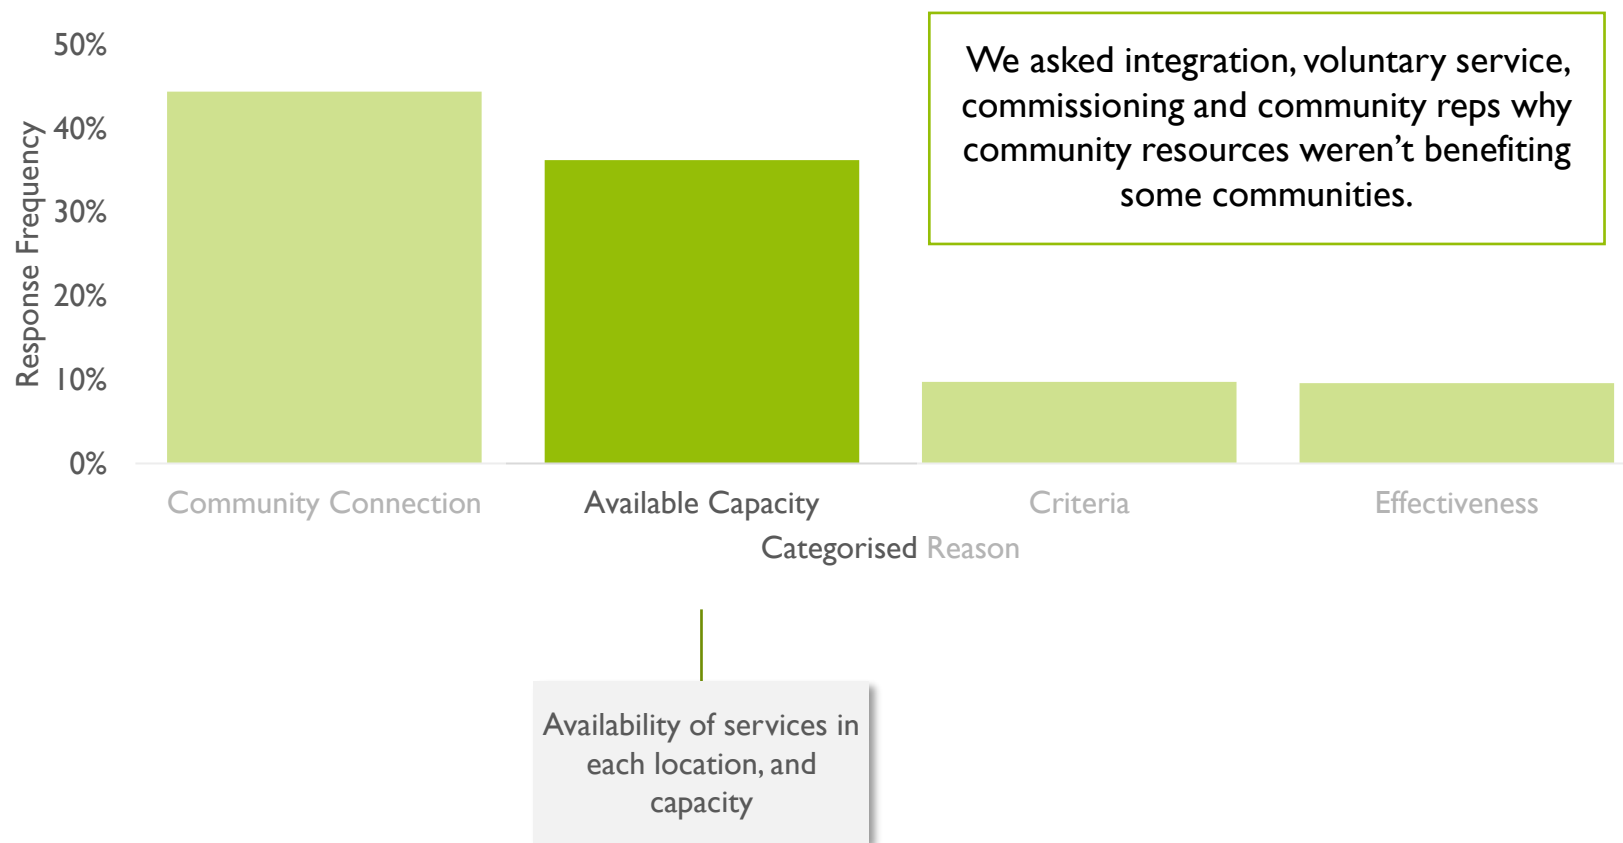 50%
40%
30%
20%
10%
0%
Response Frequency
We asked integration, voluntary service,
commissioning and community reps why
community resources weren't benefiting
some communities.
Community Connection
Available Capacity
Criteria
Effectiveness
Categorised Reason
Availability of services in
each location, and
capacity